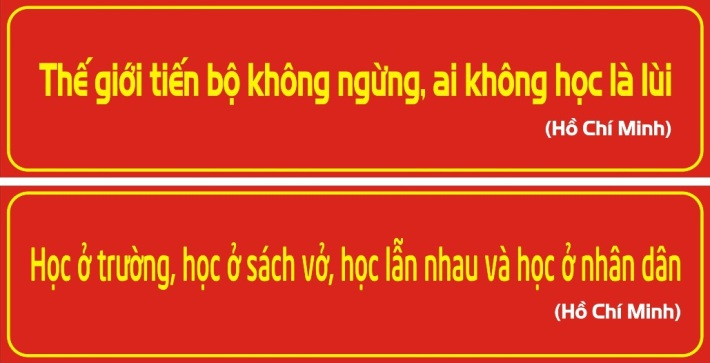 Thế giới tiến bộ không ngừng, ai không học là lùi
(Hồ Chí Minh)
Học ở trường, học ở sách vở, học lẫn nhau và học ở nhân dân
(Hồ Chí Minh)